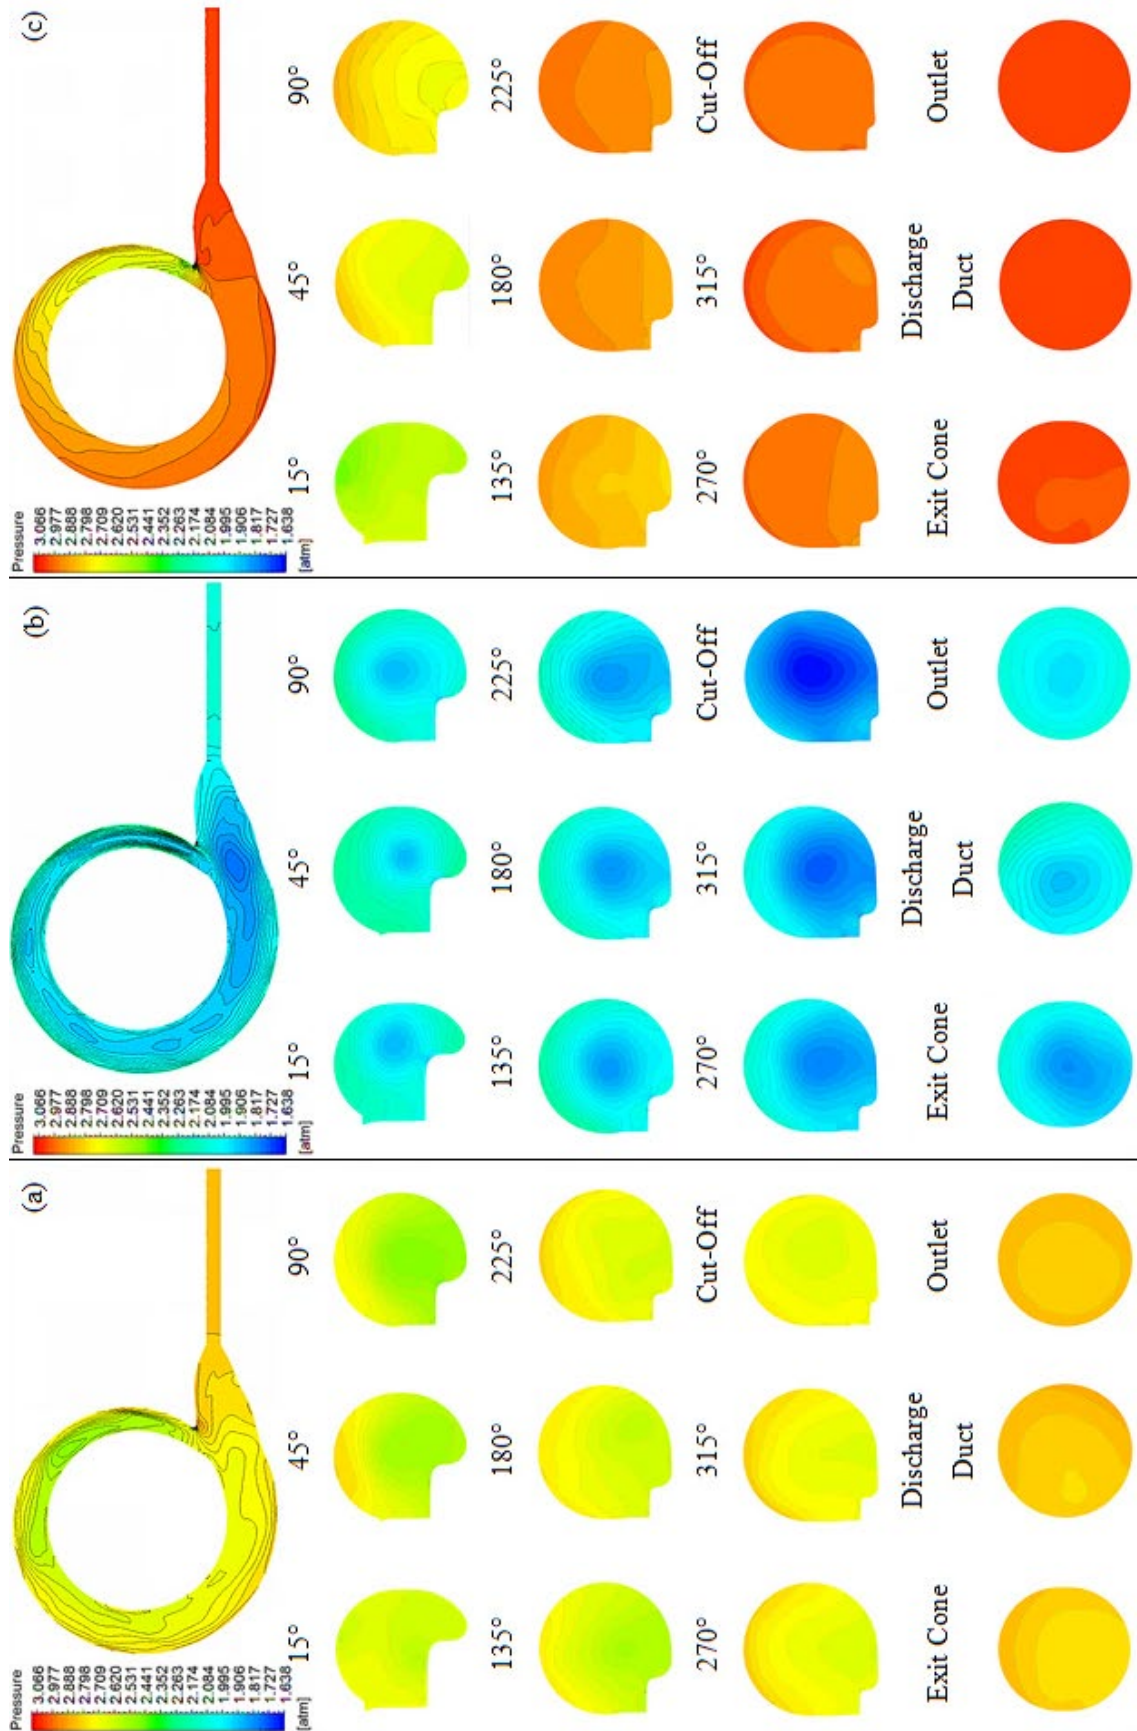 (a)
Pressure
3.066
2.977
2.888
2.798
2.709
2.620
2.531
2.441
2.352
2.263
2.174
2.084
1.995
1.906
1.817
1.727
1.638
[atm]
15° 45° 90°
135° 180° 225°
270° 315° Cut-Off
Exit Cone Discharge Outlet
Duct
(b)
Pressure
3.066
2.977
2.888
2.798
2.709
2.620
2.531
2.441
2.352
2.263
2.174
2.084
1.995
1.906
1.817
1.727
1.638
[atm]
15° 45° 90°
135° 180° 225°
270° 315° Cut-Off
Exit Cone Discharge Outlet
Duct
(c)
Pressure
3.066
2.977
2.888
2.798
2.709
2.620
2.531
2.441
2.352
2.263
2.174
2.084
1.995
1.906
1.817
1.727
1.638
[atm]
15° 45° 90°
135° 180° 225°
270° 315° Cut-Off
Exit Cone Discharge Outlet
Duct